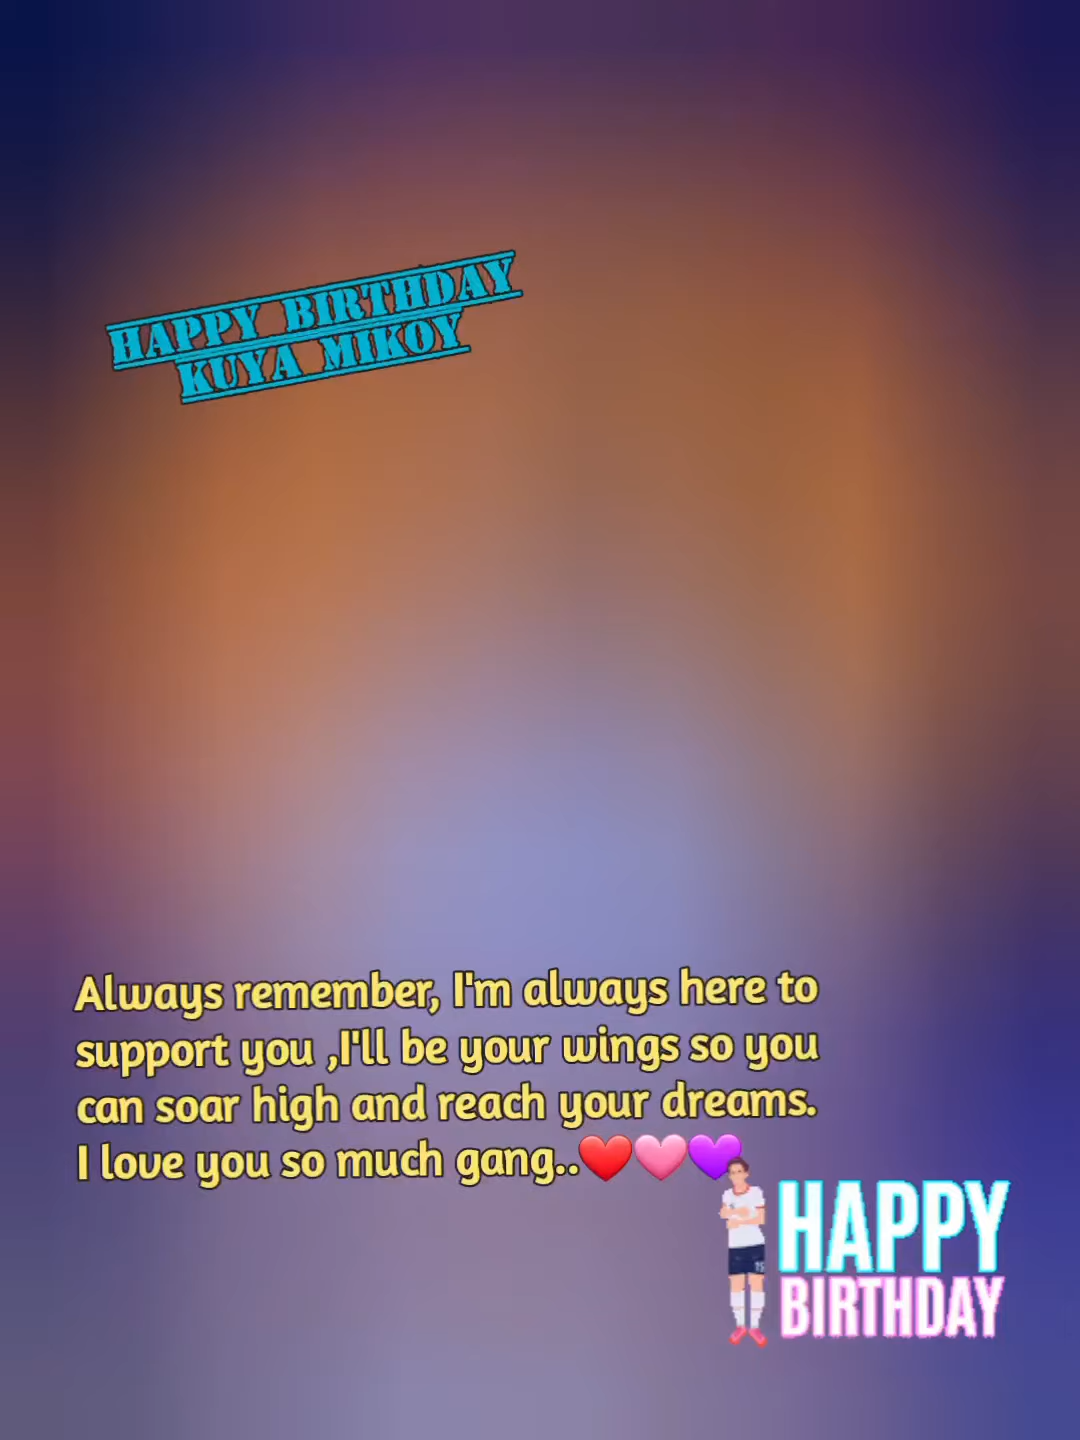 HAPPY BIRTHDAY
KUYA MIKOY
Always remember, I'm always here to
support you ,I'll be your wings so you
can soar high and reach your dreams.
I love you so much gang..❤️🩷💜
15
HAPPY
BIRTHDAY